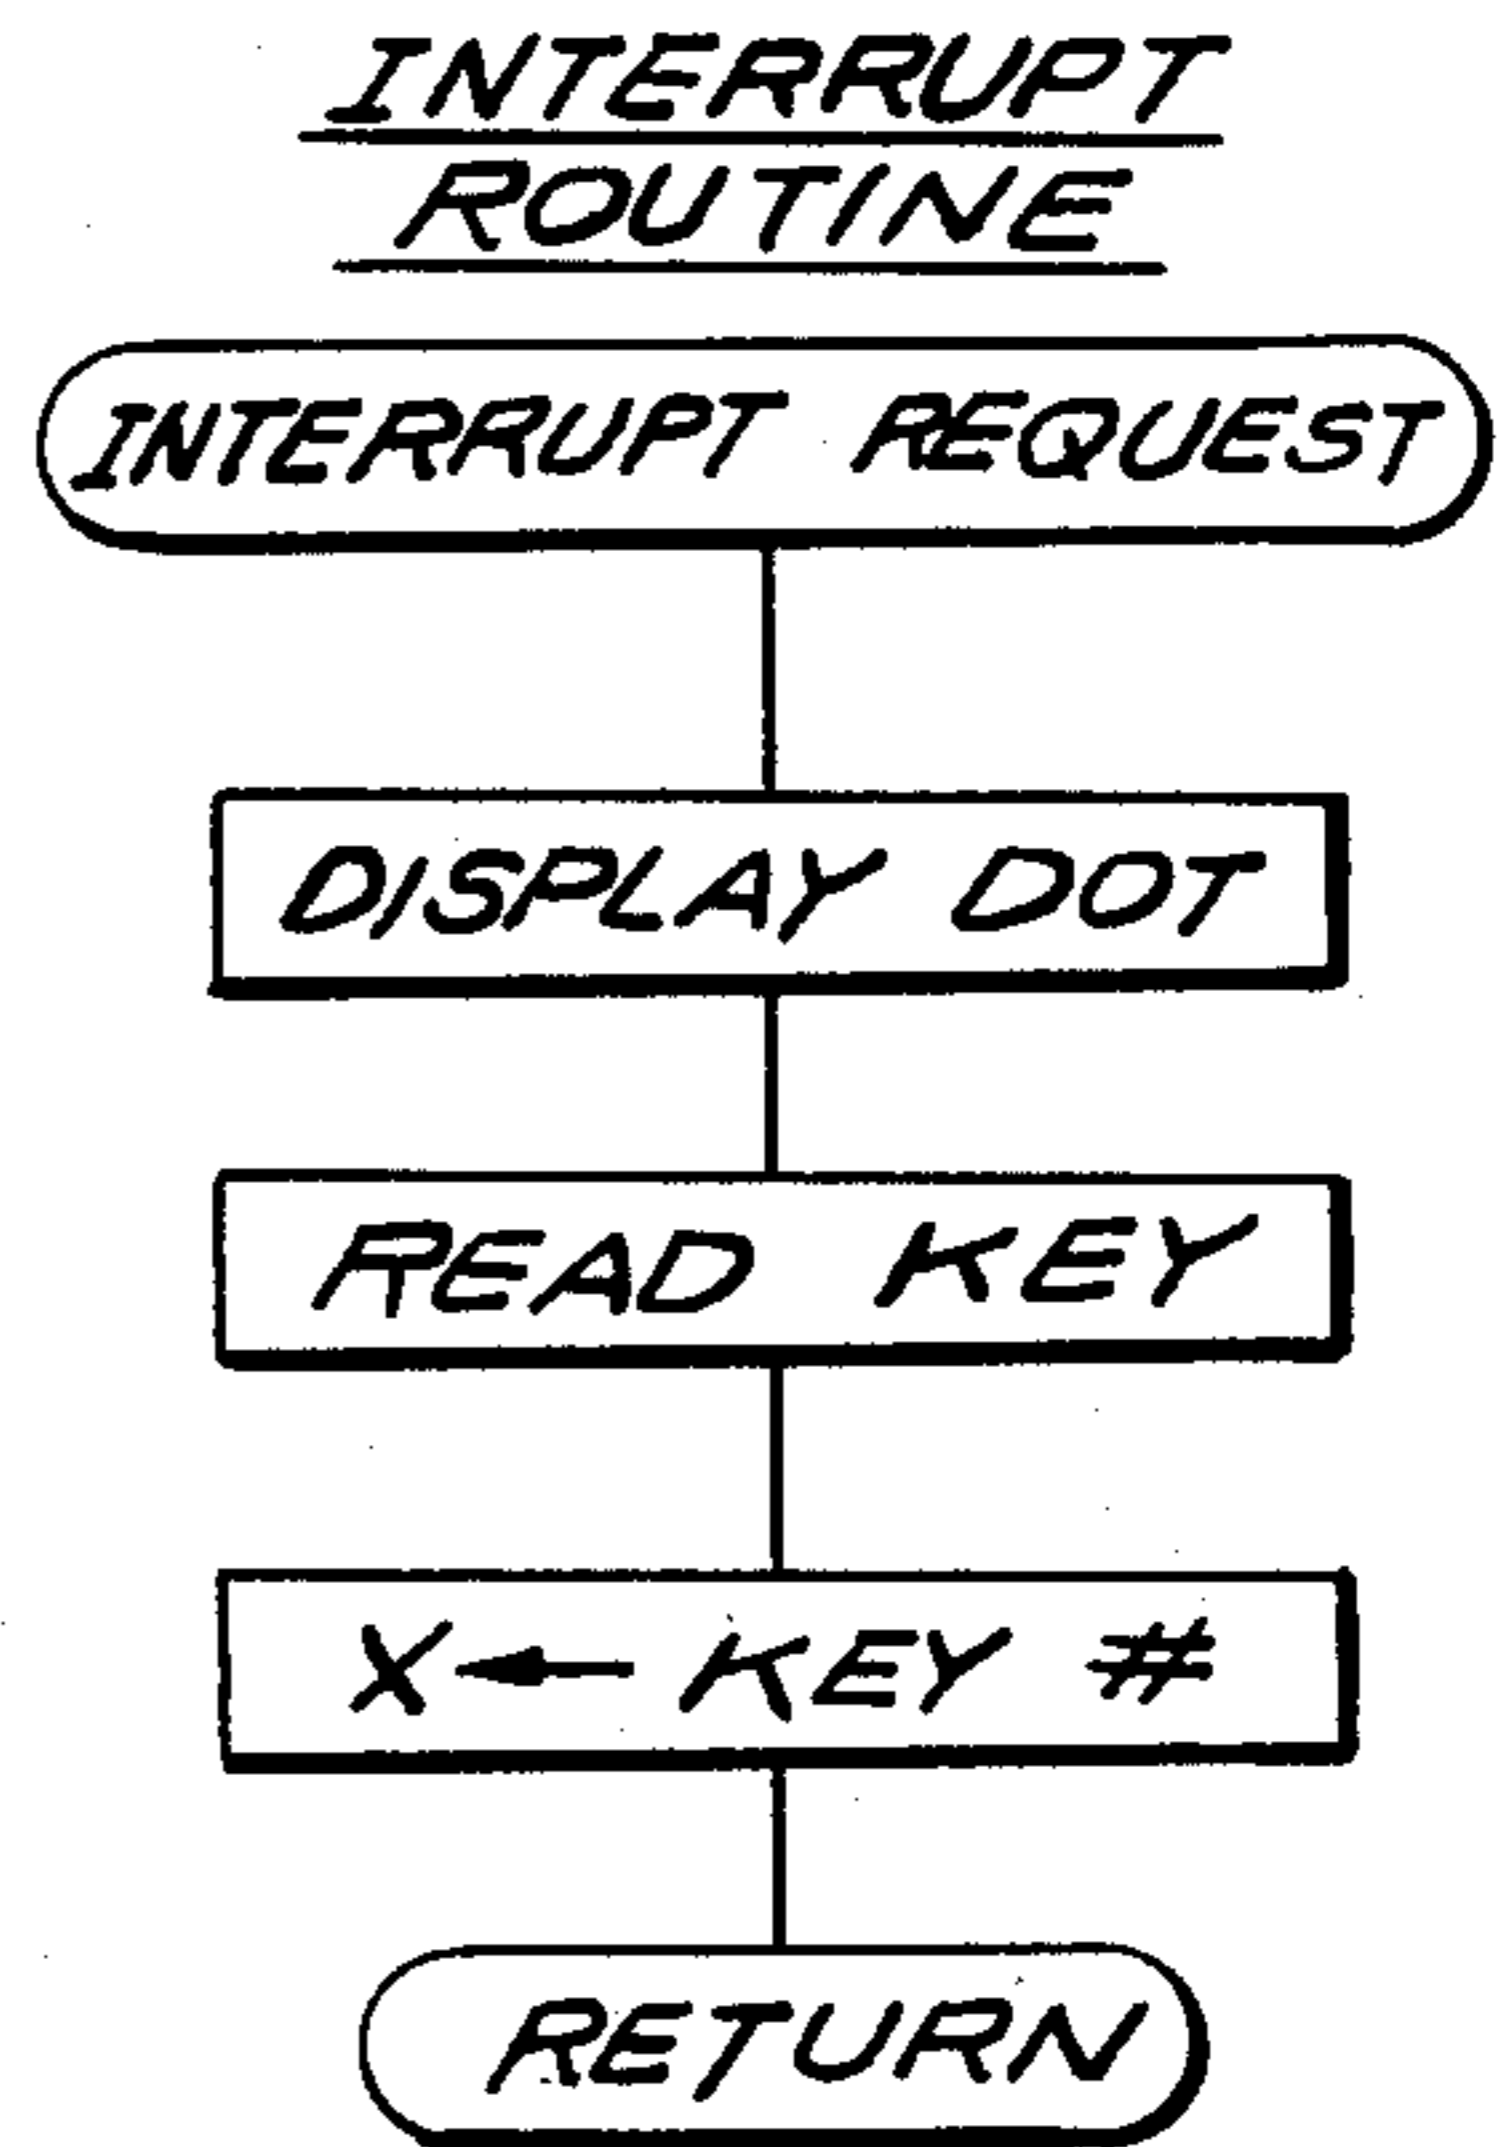 INTERRUPT
ROUTINE
INTERRUPT REQUEST
DISPLAY DOT
READ KEY
X ← KEY #
RETURN